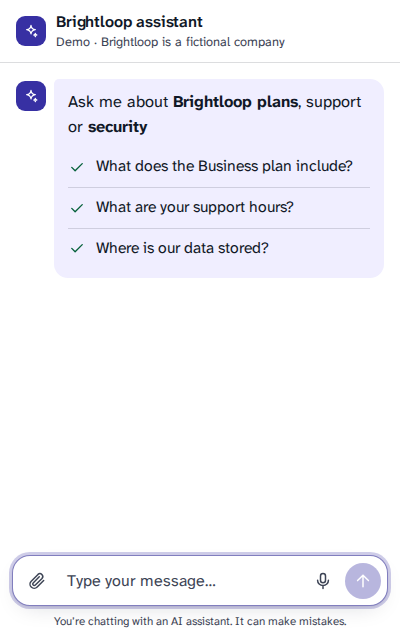 Brightloop assistant
Demo · Brightloop is a fictional company
Ask me about Brightloop plans, support
or security
What does the Business plan include?
What are your support hours?
Where is our data stored?
Type your message...
You're chatting with an AI assistant. It can make mistakes.